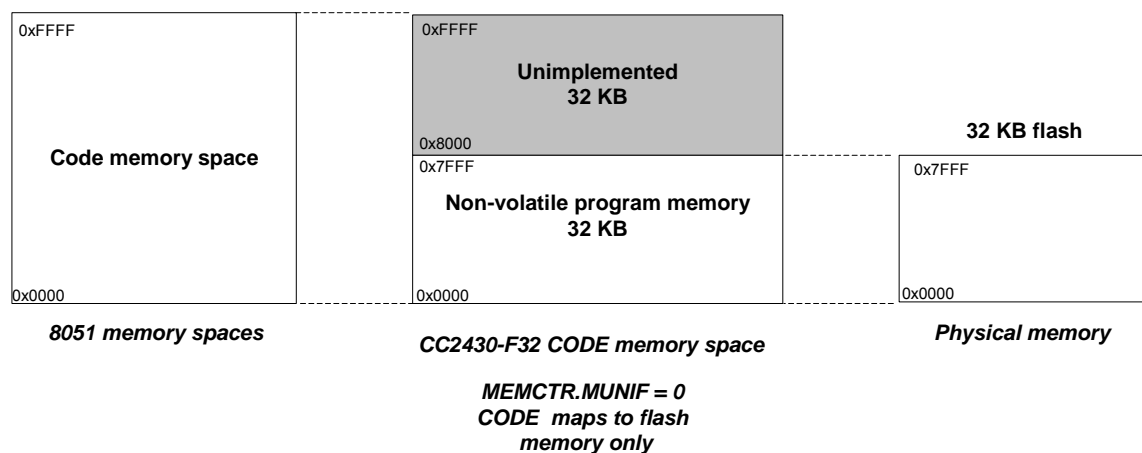 0xFFFF
Code memory space
0x0000
8051 memory spaces
0xFFFF
Unimplemented
32 KB
0x8000
0x7FFF
Non-volatile program memory
32 KB
0x0000
CC2430-F32 CODE memory space
MEMCTR.MUNIF = 0
CODE maps to flash
memory only
32 KB flash
0x7FFF
0x0000
Physical memory